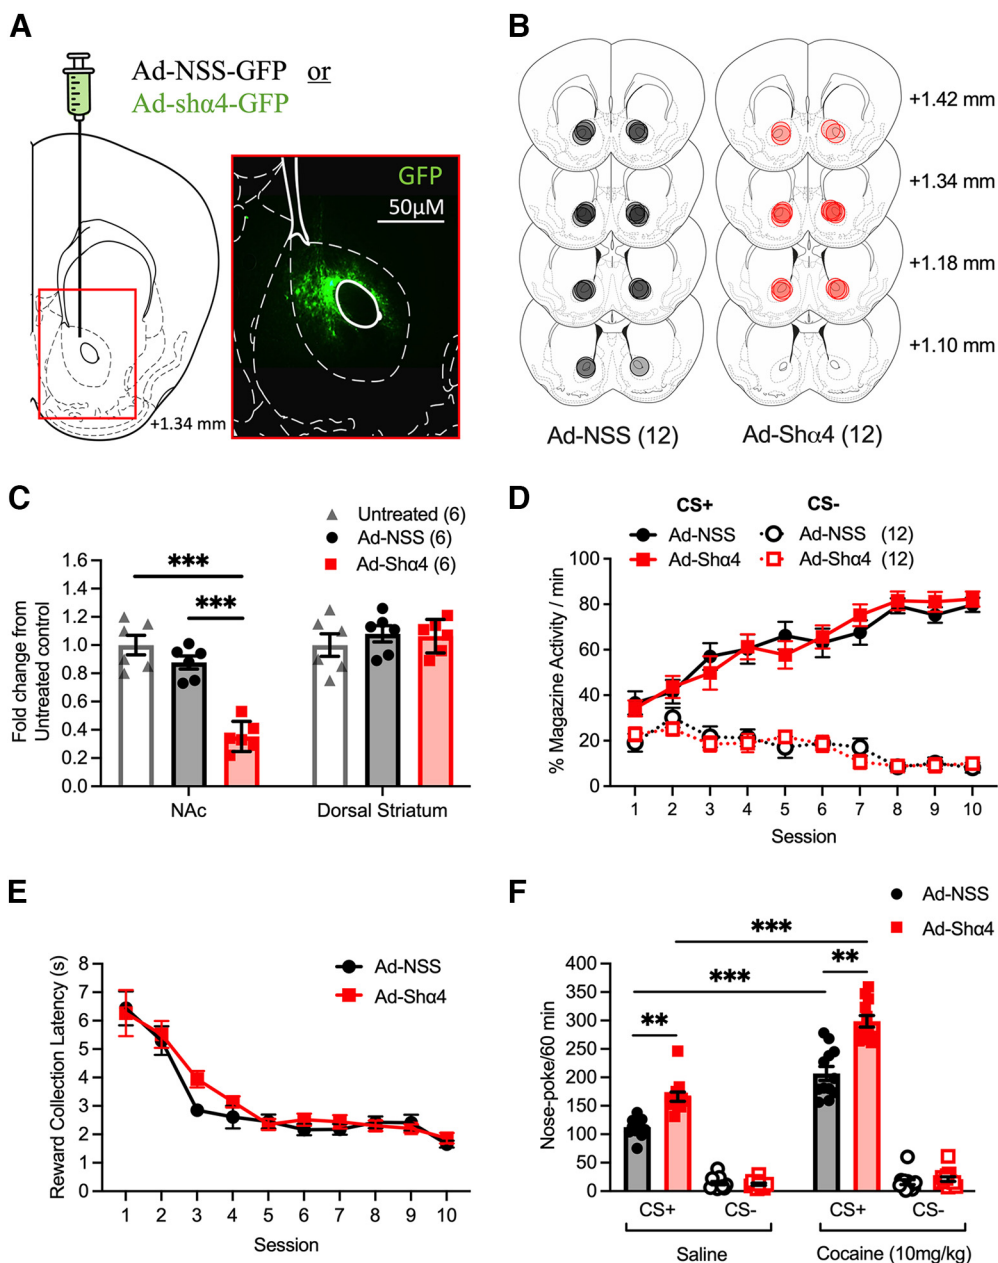 A
Ad-NSS-GFP or
Ad-shα4-GFP
GFP
50μM
+1.34 mm
B
+1.42 mm
+1.34 mm
+1.18 mm
+1.10 mm
Ad-NSS (12)
Ad-Shα4 (12)
C
Untreated (6)
Ad-NSS (6)
Ad-Shα4 (6)
Fold change from
Untreated control
1.6
1.4
1.2
1.0
0.8
0.6
0.4
0.2
0.0
***
***
NAc
Dorsal Striatum
D
CS+
CS-
Ad-NSS
Ad-NSS (12)
Ad-Shα4
Ad-Shα4 (12)
% Magazine Activity / min
100
80
60
40
20
0
1 2 3 4 5 6 7 8 9 10
Session
E
Ad-NSS
Ad-Shα4
Reward Collection Latency (s)
8
7
6
5
4
3
2
1
0
1 2 3 4 5 6 7 8 9 10
Session
F
Ad-NSS
Ad-Shα4
***
***
**
**
Nose-poke/60 min
400
350
300
250
200
150
100
50
0
CS+ CS- CS+ CS-
Saline Cocaine (10mg/kg)